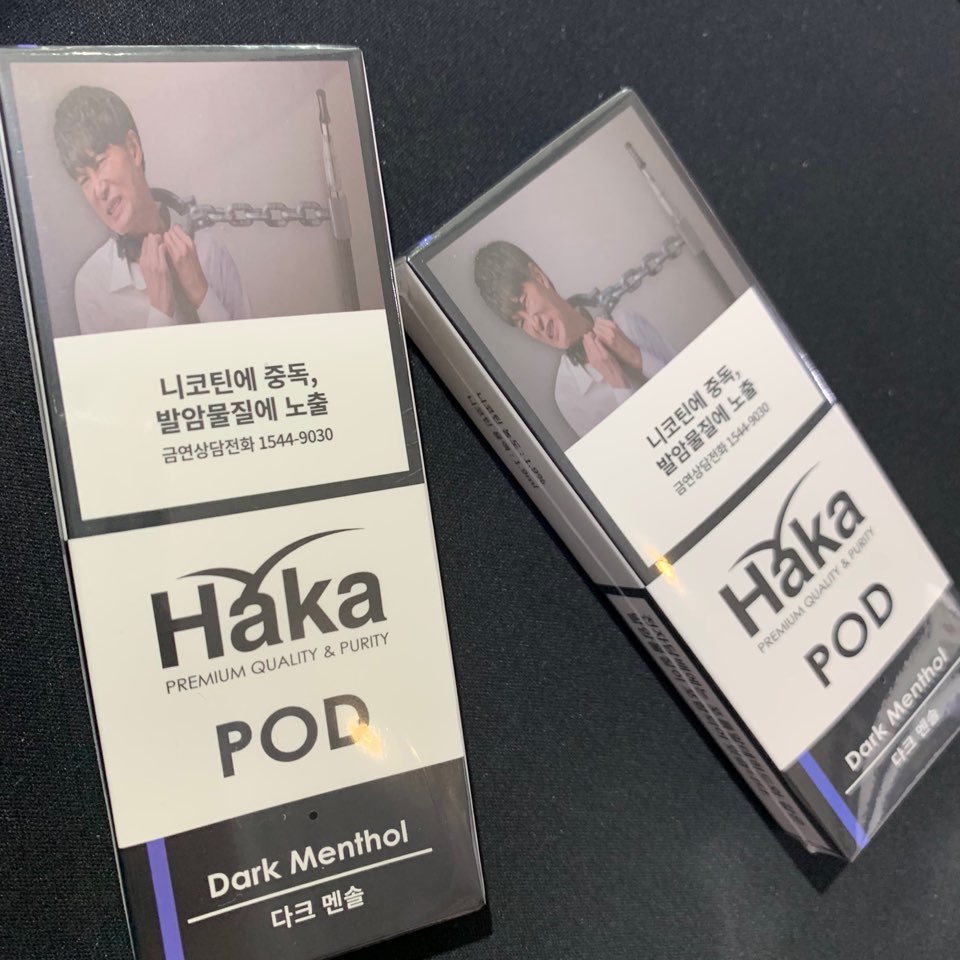 니코틴에 중독,
발암물질에 노출
금연상담전화 1544-9030
Haka
PREMIUM QUALITY & PURITY
POD
Dark Menthol
다크 멘솔
니코틴에 중독,
발암물질에 노출
금연상담전화 1544-9030
Haka
PREMIUM QUALITY & PURITY
POD
Dark Menthol
다크 멘솔